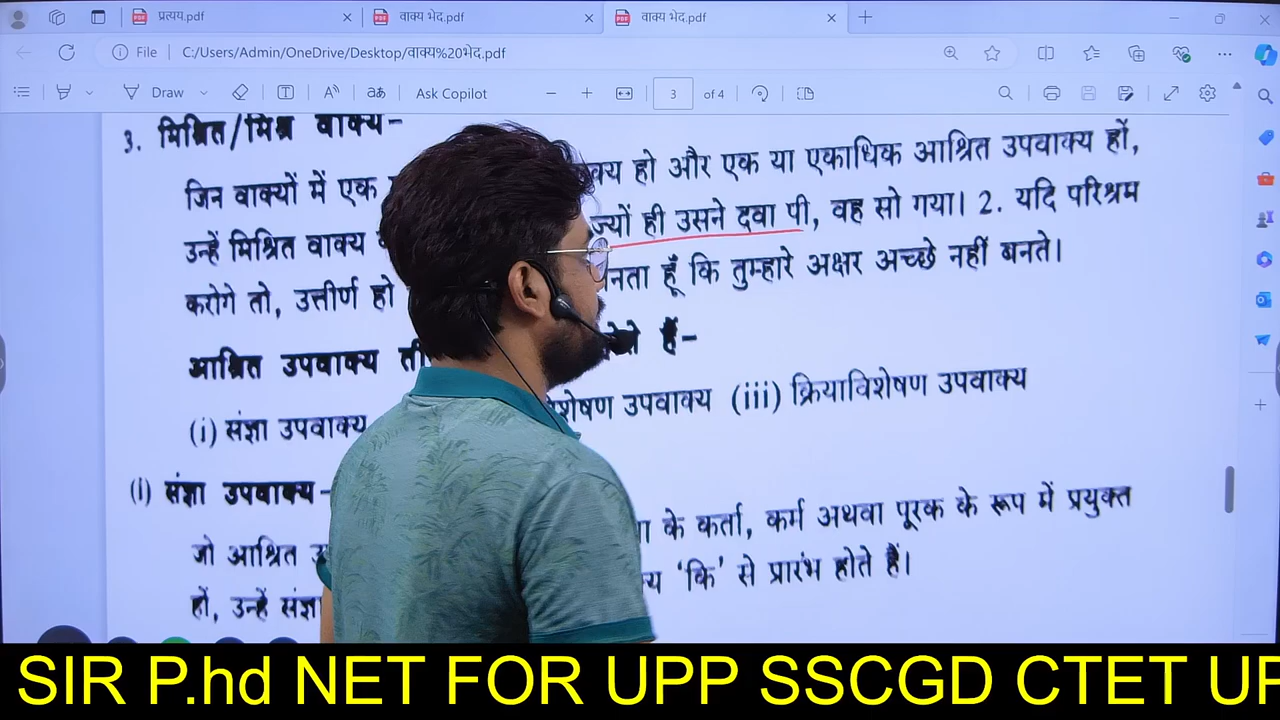 प्रत्यय.pdf
वाक्य भेद.pdf
वाक्य भेद.pdf
File C:/Users/Admin/OneDrive/Desktop/वाक्य%20भेद.pdf
Draw Ask Copilot 3 of 4
3. मिश्रित/मिश्र वाक्य-
जिन वाक्यों में एक क्य हो और एक या एकाधिक आश्रित उपवाक्य हों,
उन्हें मिश्रित वाक्य ज्यों ही उसने दवा पी, वह सो गया। 2. यदि परिश्रम
करोगे तो, उत्तीर्ण हो नता हूँ कि तुम्हारे अक्षर अच्छे नहीं बनते।
आश्रित उपवाक्य ती होते हैं-
(i) संज्ञा उपवाक्य शेषण उपवाक्य (iii) क्रियाविशेषण उपवाक्य
(i) संज्ञा उपवाक्य-
जो आश्रित के कर्ता, कर्म अथवा पूरक के रूप में प्रयुक्त
हों, उन्हें संज्ञा य 'कि' से प्रारंभ होते हैं।
SIR P.hd NET FOR UPP SSCGD CTET UP